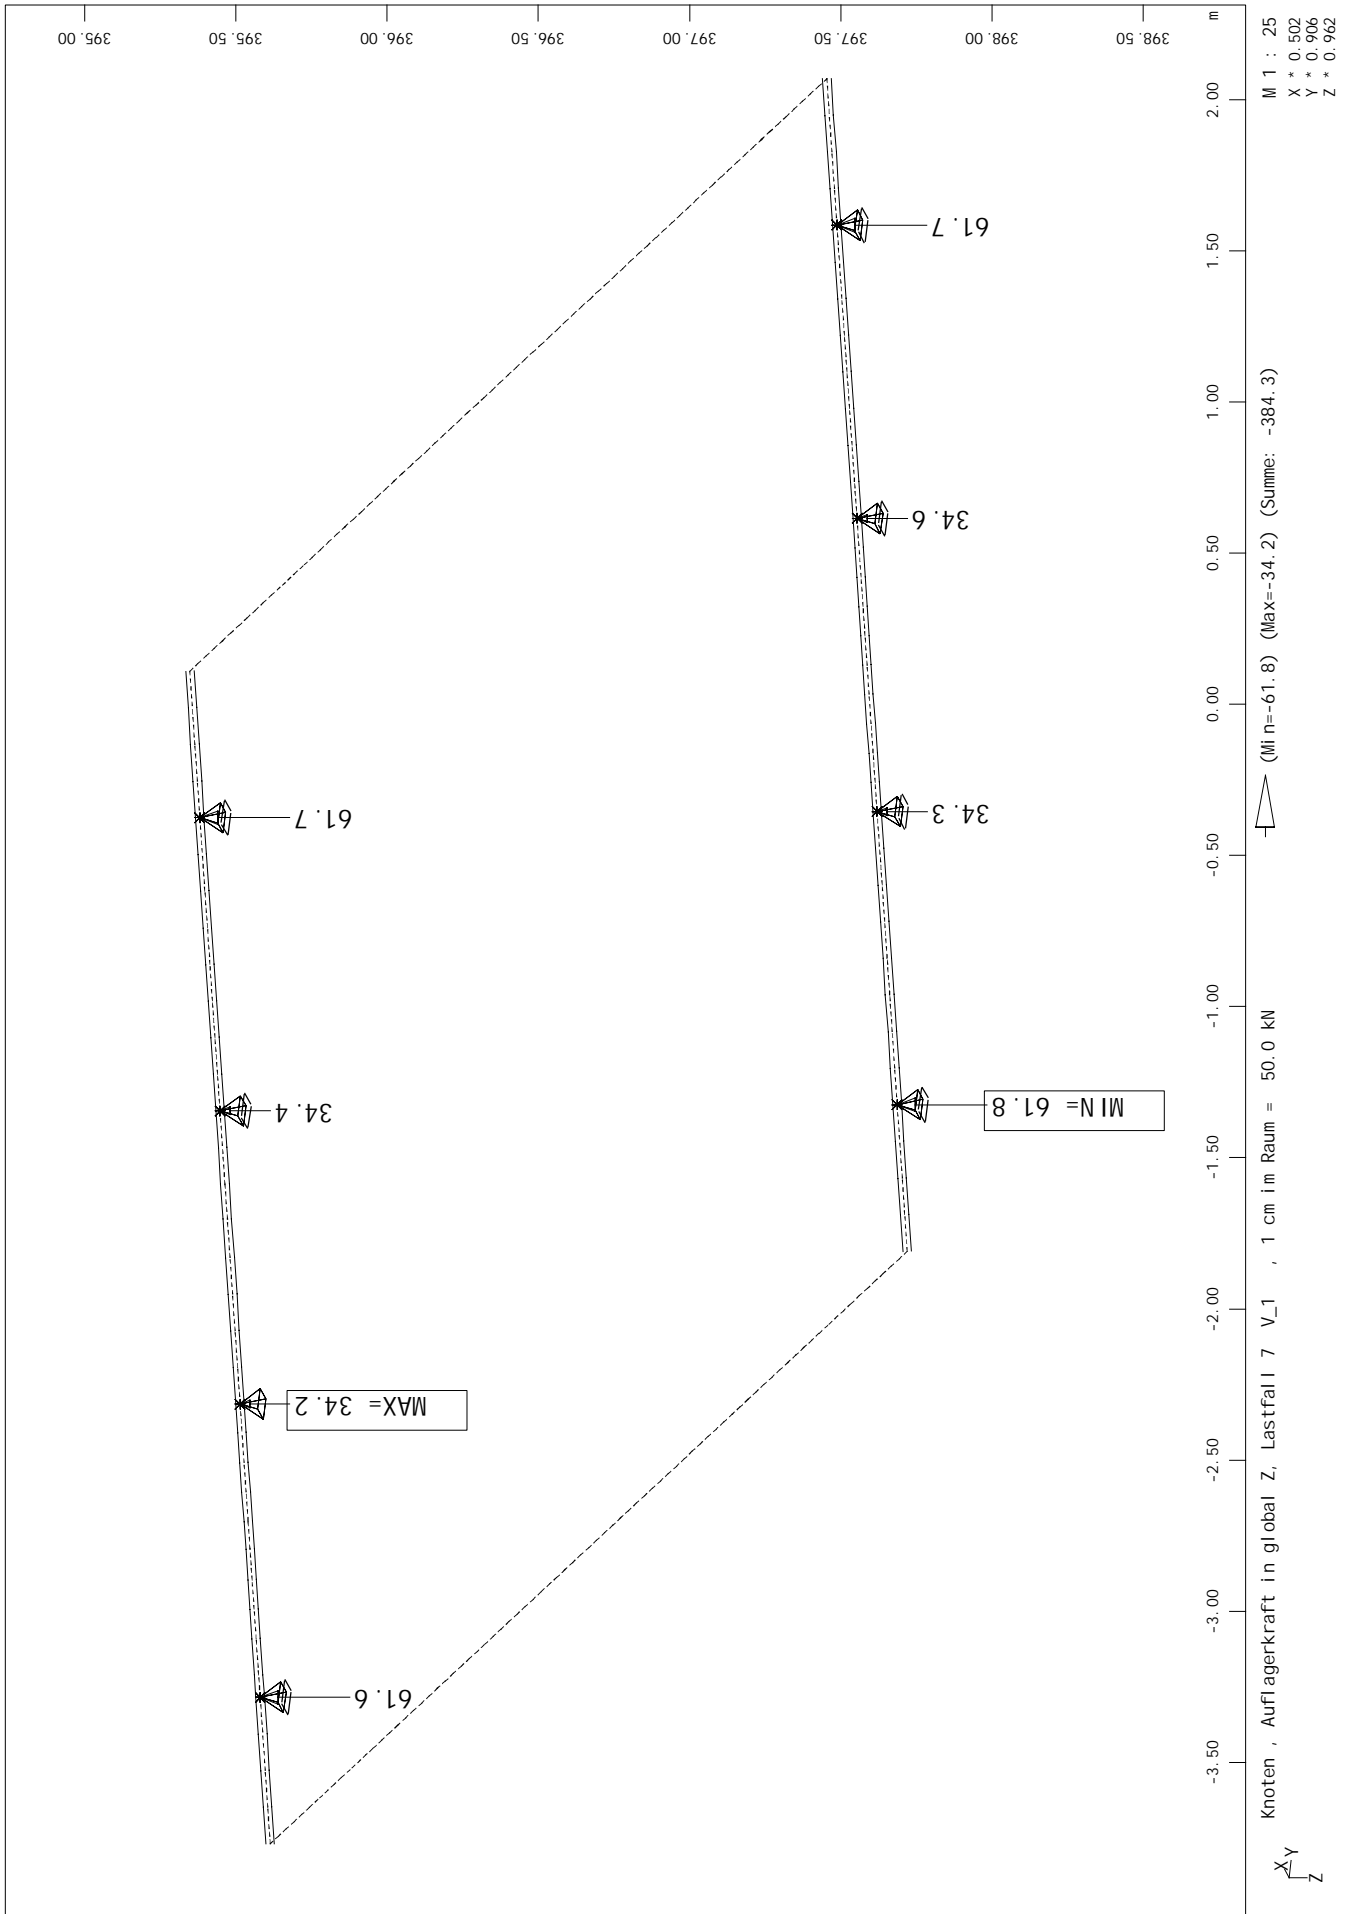 395.00
395.50
396.00
396.50
397.00
397.50
398.00
398.50
m
61.6
MAX= 34.2
34.4
61.7
MIN= 61.8
34.3
34.6
61.7
-3.50
-3.00
-2.50
-2.00
-1.50
-1.00
-0.50
0.00
0.50
1.00
1.50
2.00
Knoten , Auflagerkraft in global Z, Lastfall 7 V_1 , 1 cm im Raum = 50.0 kN (Min=-61.8) (Max=-34.2) (Summe: -384.3)
M 1 : 25
X * 0.502
Y * 0.906
Z * 0.962
X
Y
Z